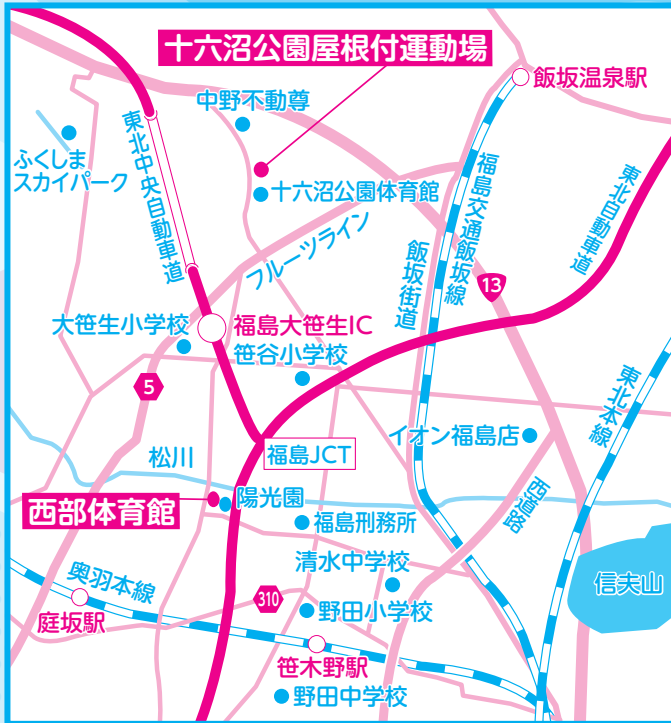 十六沼公園屋根付運動場
飯坂温泉駅
中野不動尊
ふくしま
スカイパーク
東北中央自動車道
十六沼公園体育館
フルーツライン
福島交通飯坂線
飯坂街道
東北自動車道
13
大笹生小学校
福島大笹生IC
笹谷小学校
5
東北本線
イオン福島店
松川
福島JCT
西道路
西部体育館
陽光園
福島刑務所
清水中学校
信夫山
奥羽本線
310
野田小学校
庭坂駅
笹木野駅
野田中学校